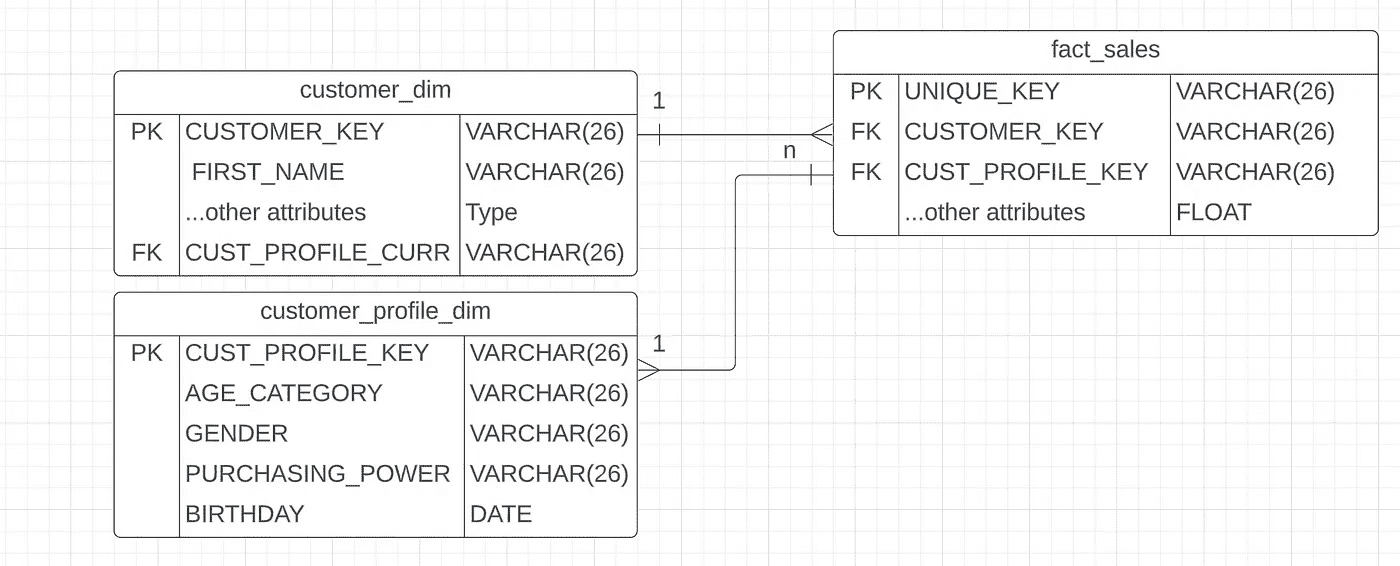 customer_dim
PK CUSTOMER_KEY VARCHAR(26)
FIRST_NAME VARCHAR(26)
...other attributes Type
FK CUST_PROFILE_CURR VARCHAR(26)
customer_profile_dim
PK CUST_PROFILE_KEY VARCHAR(26)
AGE_CATEGORY VARCHAR(26)
GENDER VARCHAR(26)
PURCHASING_POWER VARCHAR(26)
BIRTHDAY DATE
1
n
1
fact_sales
PK UNIQUE_KEY VARCHAR(26)
FK CUSTOMER_KEY VARCHAR(26)
FK CUST_PROFILE_KEY VARCHAR(26)
...other attributes FLOAT